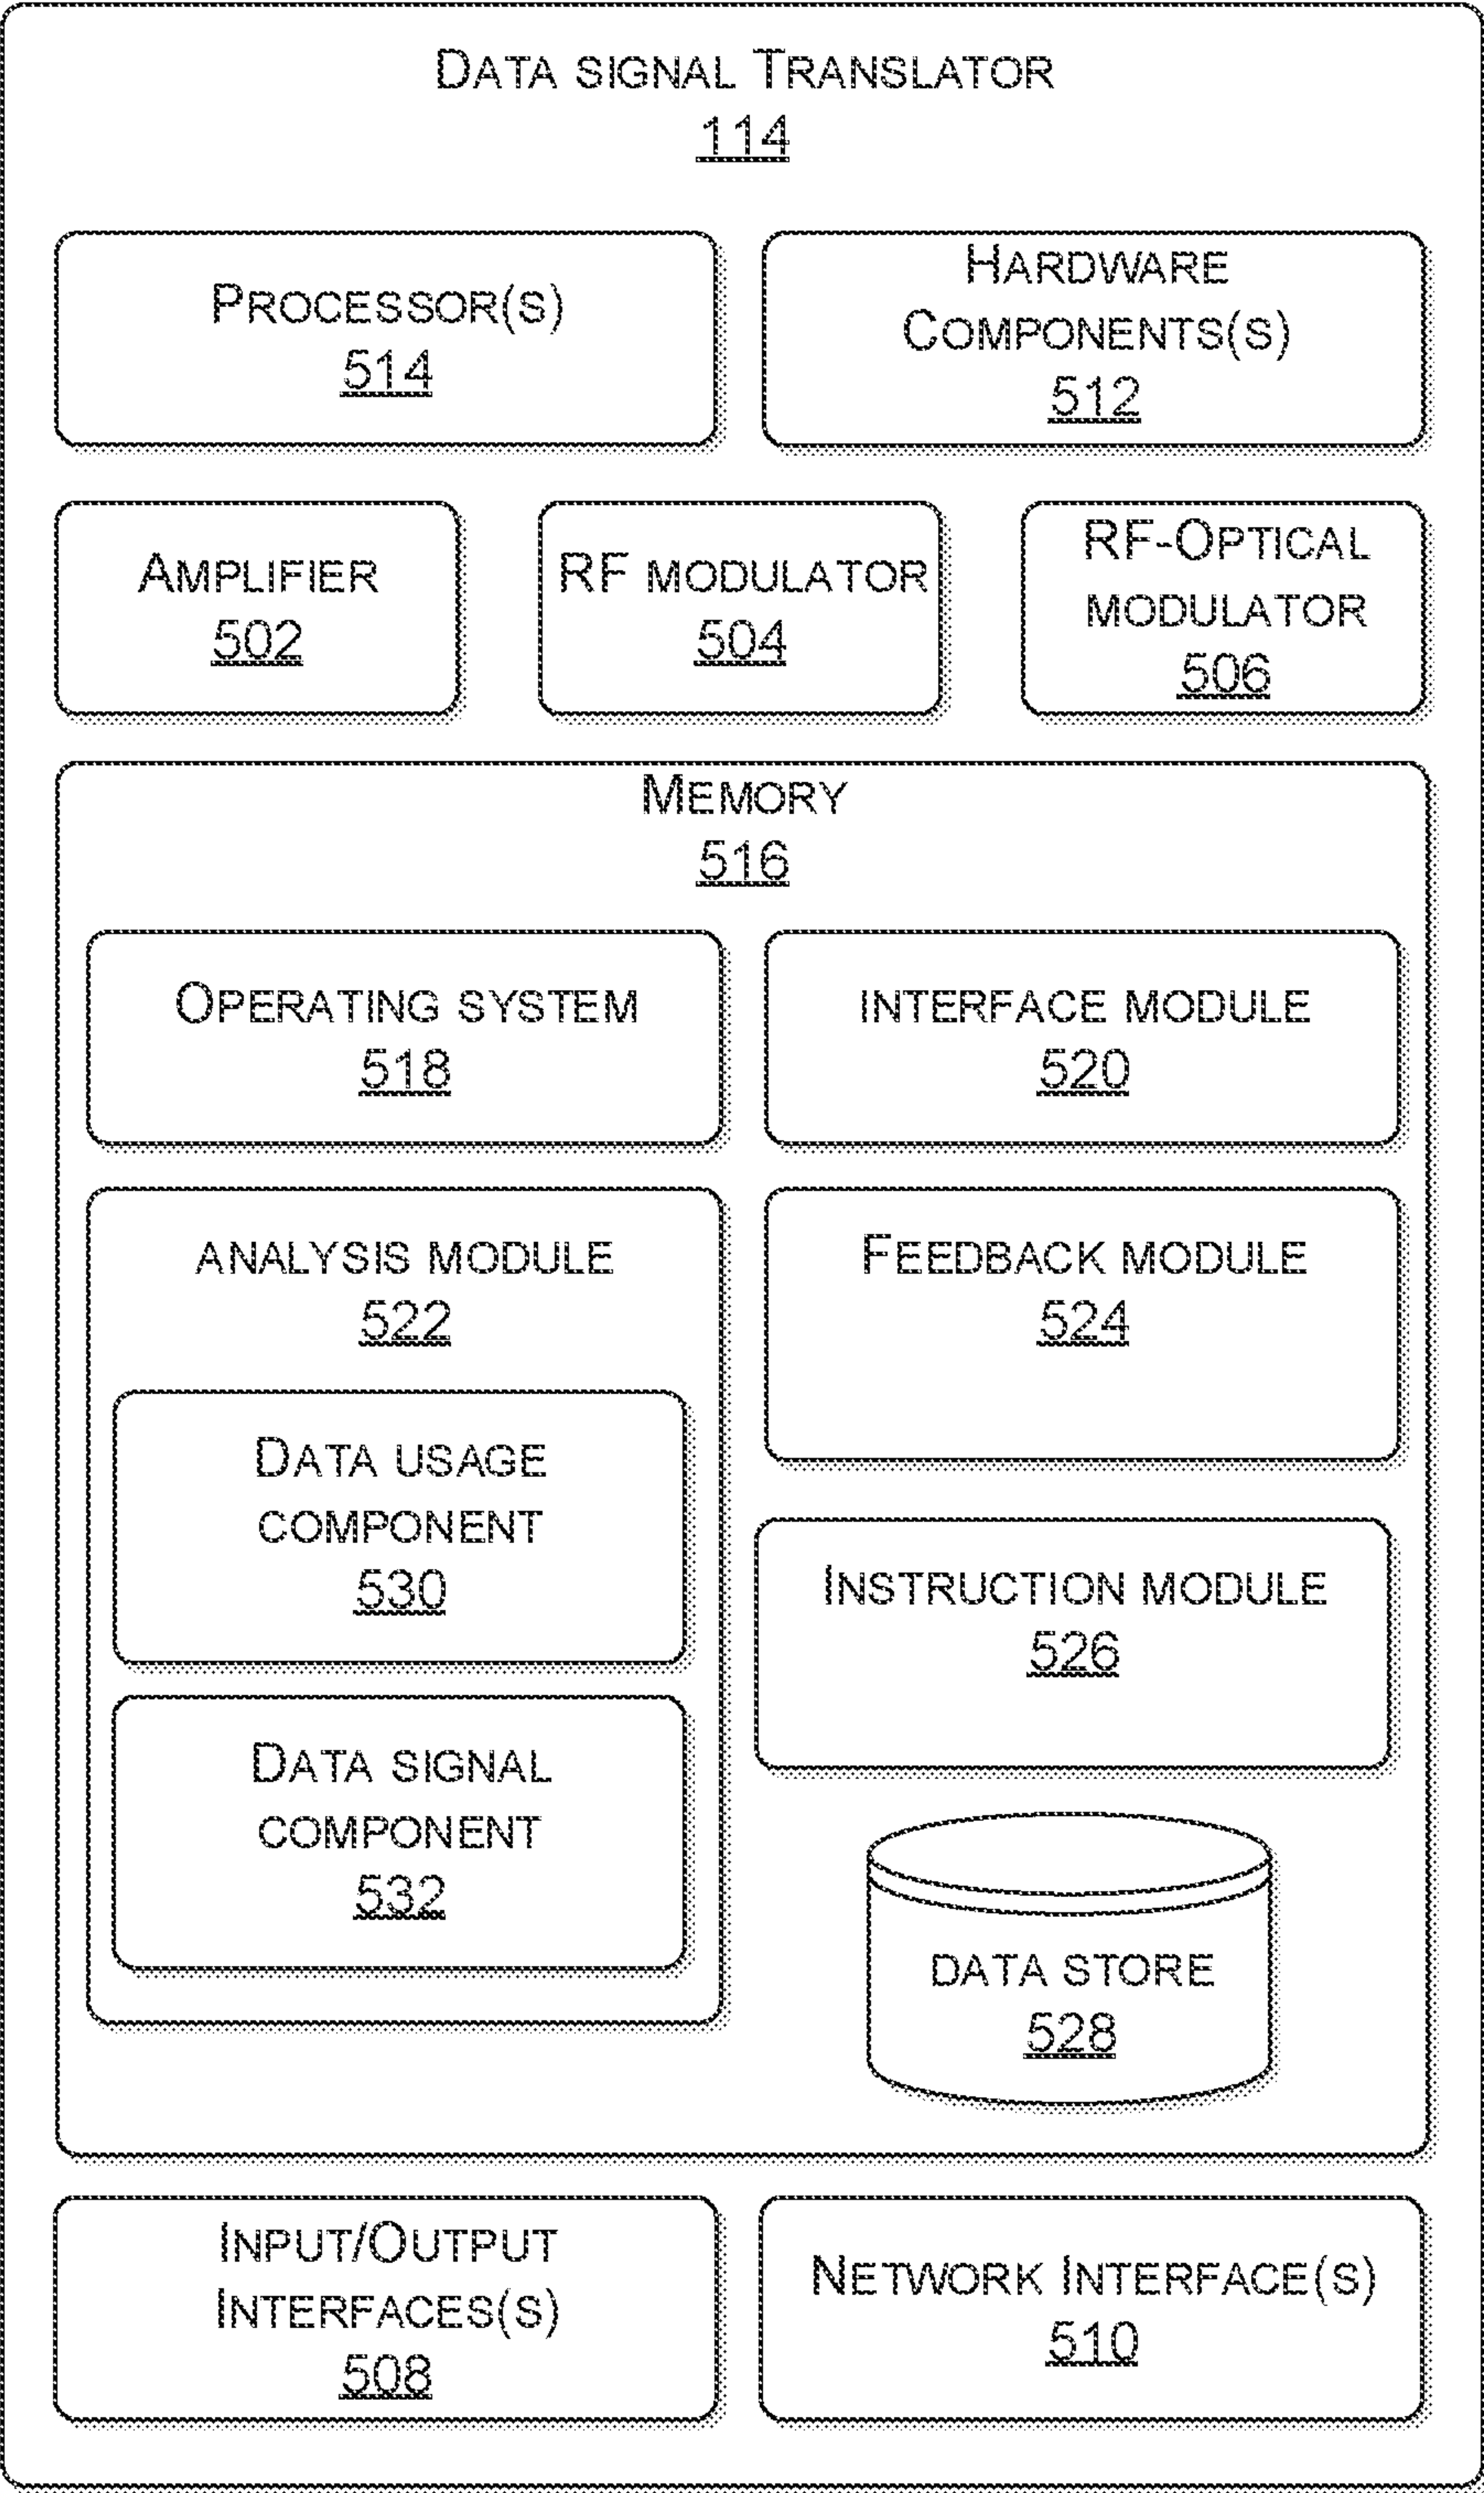 DATA SIGNAL TRANSLATOR
114
PROCESSOR(S)
514
HARDWARE
COMPONENTS(S)
512
AMPLIFIER
502
RF MODULATOR
504
RF-OPTICAL
MODULATOR
506
MEMORY
516
OPERATING SYSTEM
518
INTERFACE MODULE
520
ANALYSIS MODULE
522
DATA USAGE
COMPONENT
530
DATA SIGNAL
COMPONENT
532
FEEDBACK MODULE
524
INSTRUCTION MODULE
526
DATA STORE
528
INPUT/OUTPUT
INTERFACES(S)
508
NETWORK INTERFACE(S)
510